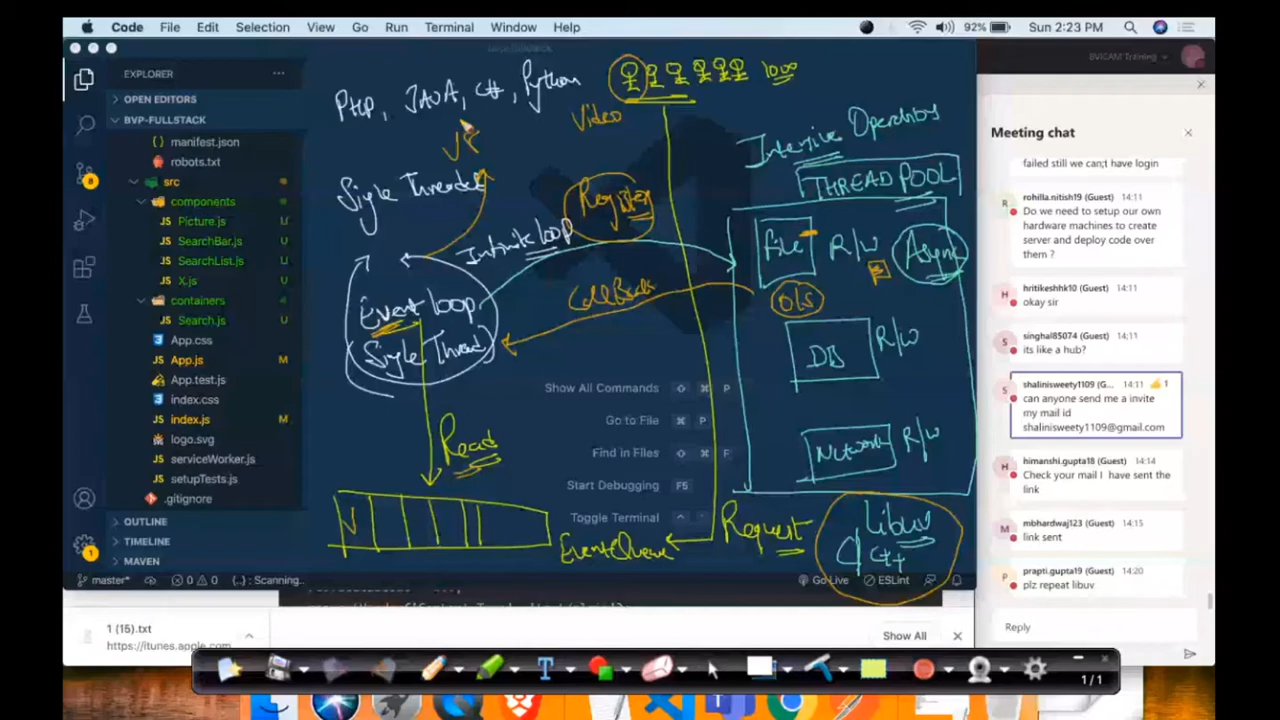 Code File Edit Selection View Go Run Terminal Window Help 92% Sun 2:23 PM
EXPLORER
OPEN EDITORS
BVP-FULLSTACK
manifest.json
robots.txt
src
components
Picture.js
SearchBar.js
SearchList.js
X.js
containers
Search.js
App.css
App.js M
App.test.js
index.css
index.js M
logo.svg
serviceWorker.js
setupTests.js
.gitignore
OUTLINE
TIMELINE
MAVEN
8
1
master* 0 0 {..}: Scanning..
Go Live ESLint
PHP, JAVA, C#, Python
1000
Video
Single Threaded
Register
Infinite loop
Event loop
(Single Thread)
CallBack
Read
Event Queue
Request
Intensive Operations
THREAD POOL
File R/W Async
O/S
DB R/W
Network R/W
Libuv
C++
Show All Commands ⇧ ⌘ P
Go to File ⌘ P
Find in Files ⇧ ⌘ F
Start Debugging F5
Toggle Terminal ⌃ `
BVICAM Training
Meeting chat
failed still we can;t have login
rohilla.nitish19 (Guest) 14:11
Do we need to setup our own
hardware machines to create
server and deploy code over
them ?
hritikeshhk10 (Guest) 14:11
okay sir
singhal85074 (Guest) 14:11
its like a hub?
shalinisweety1109 (G... 14:11 1
can anyone send me a invite
my mail id
shalinisweety1109@gmail.com
himanshi.gupta18 (Guest) 14:14
Check your mail I have sent the
link
mbhardwaj123 (Guest) 14:15
link sent
prapti.gupta19 (Guest) 14:20
plz repeat libuv
Reply
1 (15).txt
https://itunes.apple.com
Show All
1/1